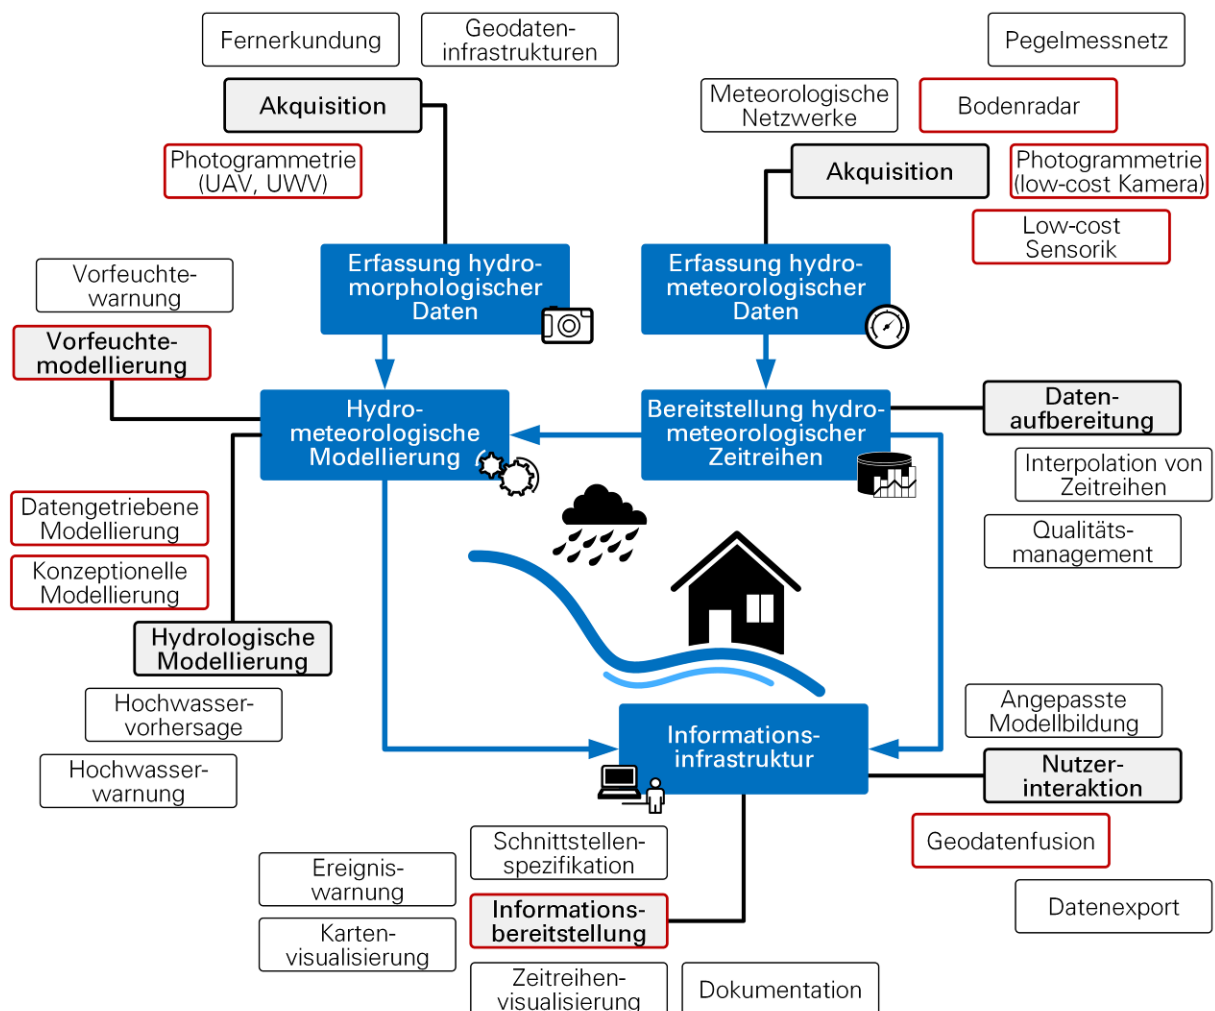 Fernerkundung
Geodaten-
infrastrukturen
Pegelmessnetz
Akquisition
Meteorologische
Netzwerke
Bodenradar
Photogrammetrie
(UAV, UWV)
Akquisition
Photogrammetrie
(low-cost Kamera)
Low-cost
Sensorik
Vorfeuchte-
warnung
Erfassung hydro-
morphologischer
Daten
Erfassung hydro-
meteorologischer
Daten
Vorfeuchte-
modellierung
Hydro-
meteorologische
Modellierung
Bereitstellung hydro-
meteorologischer
Zeitreihen
Daten-
aufbereitung
Interpolation von
Zeitreihen
Qualitäts-
management
Datengetriebene
Modellierung
Konzeptionelle
Modellierung
Hydrologische
Modellierung
Hochwasser-
vorhersage
Hochwasser-
warnung
Informations-
infrastruktur
Angepasste
Modellbildung
Nutzer-
interaktion
Geodatenfusion
Datenexport
Schnittstellen-
spezifikation
Ereignis-
warnung
Informations-
bereitstellung
Karten-
visualisierung
Zeitreihen-
visualisierung
Dokumentation